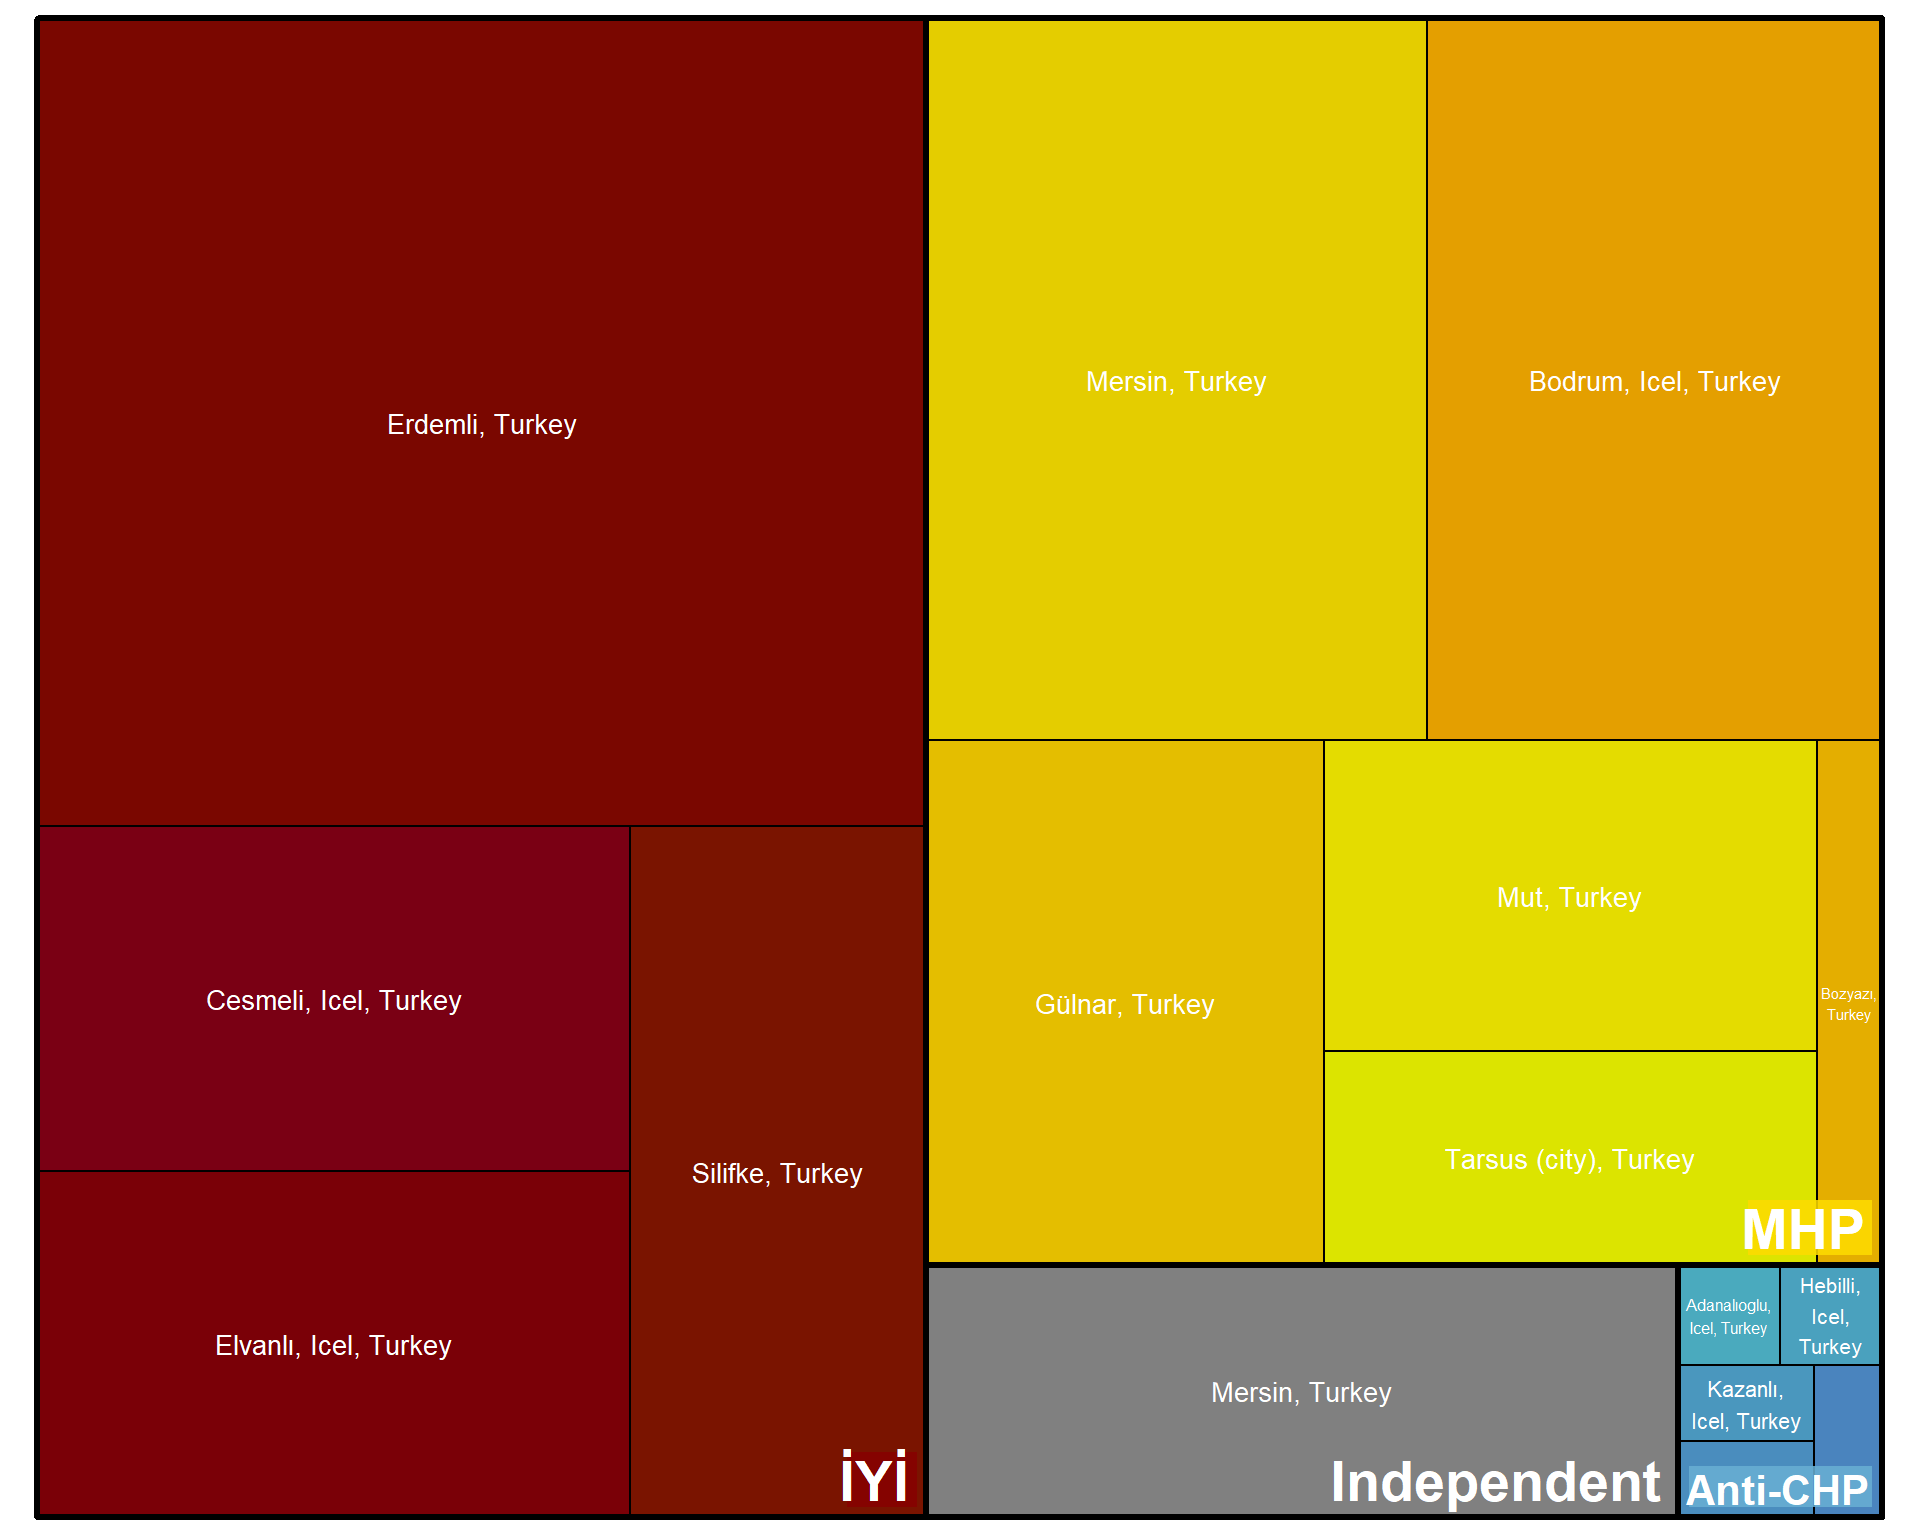 Erdemli, Turkey
Mersin, Turkey
Bodrum, Icel, Turkey
Cesmeli, Icel, Turkey
Silifke, Turkey
Elvanlı, Icel, Turkey
İYİ
Gülnar, Turkey
Mut, Turkey
Bozyazı,
Turkey
Tarsus (city), Turkey
MHP
Mersin, Turkey
Independent
Adanalıoglu,
Icel, Turkey
Hebilli,
Icel,
Turkey
Kazanlı,
Icel, Turkey
Anti-CHP